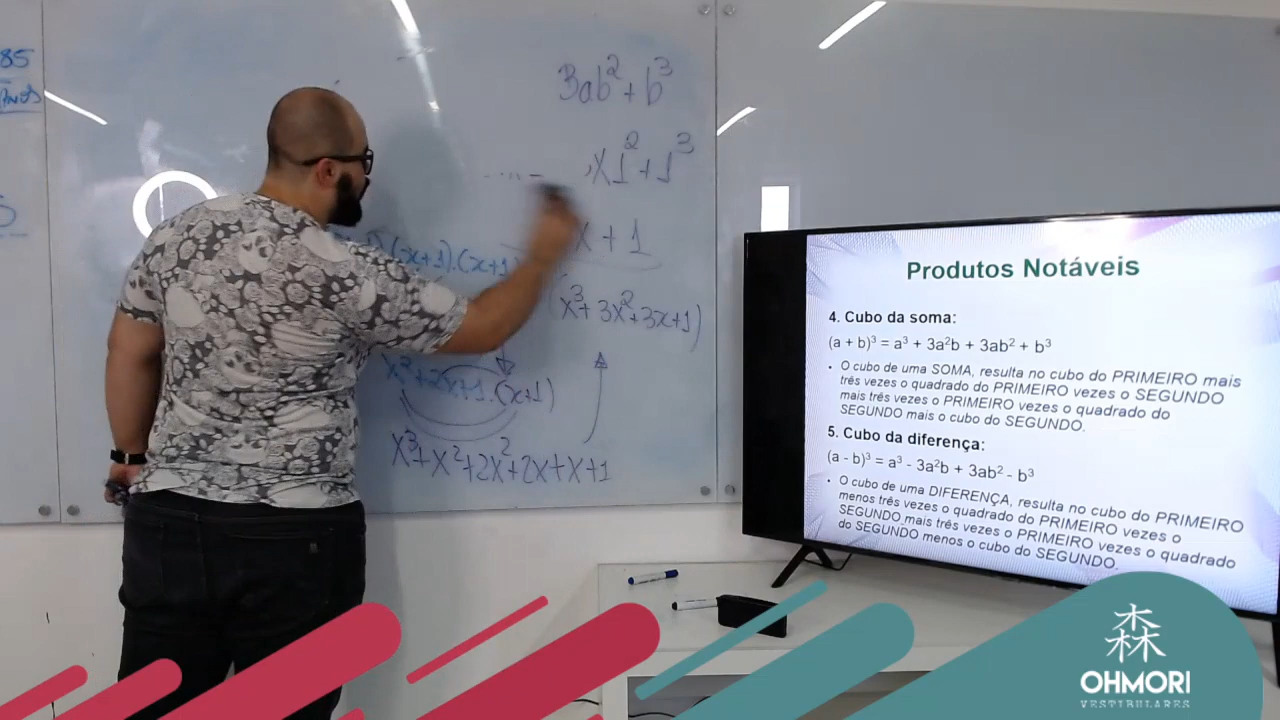 85
3ab²+b³
x1²+1³
x+1
(x+1).(x+1
(x³+3x²+3x+1)
x²+2x+1.(x+1)
x³+x²+2x²+2x+x+1
Produtos Notáveis
4. Cubo da soma:
(a + b)³ = a³ + 3a²b + 3ab² + b³
• O cubo de uma SOMA, resulta no cubo do PRIMEIRO mais
três vezes o quadrado do PRIMEIRO vezes o SEGUNDO
mais três vezes o PRIMEIRO vezes o quadrado do
SEGUNDO mais o cubo do SEGUNDO.
5. Cubo da diferença:
(a - b)³ = a³ - 3a²b + 3ab² - b³
• O cubo de uma DIFERENÇA, resulta no cubo do PRIMEIRO
menos três vezes o quadrado do PRIMEIRO vezes o
SEGUNDO mais três vezes o PRIMEIRO vezes o quadrado
do SEGUNDO menos o cubo do SEGUNDO.
森
OHMORI
VESTIBULARES